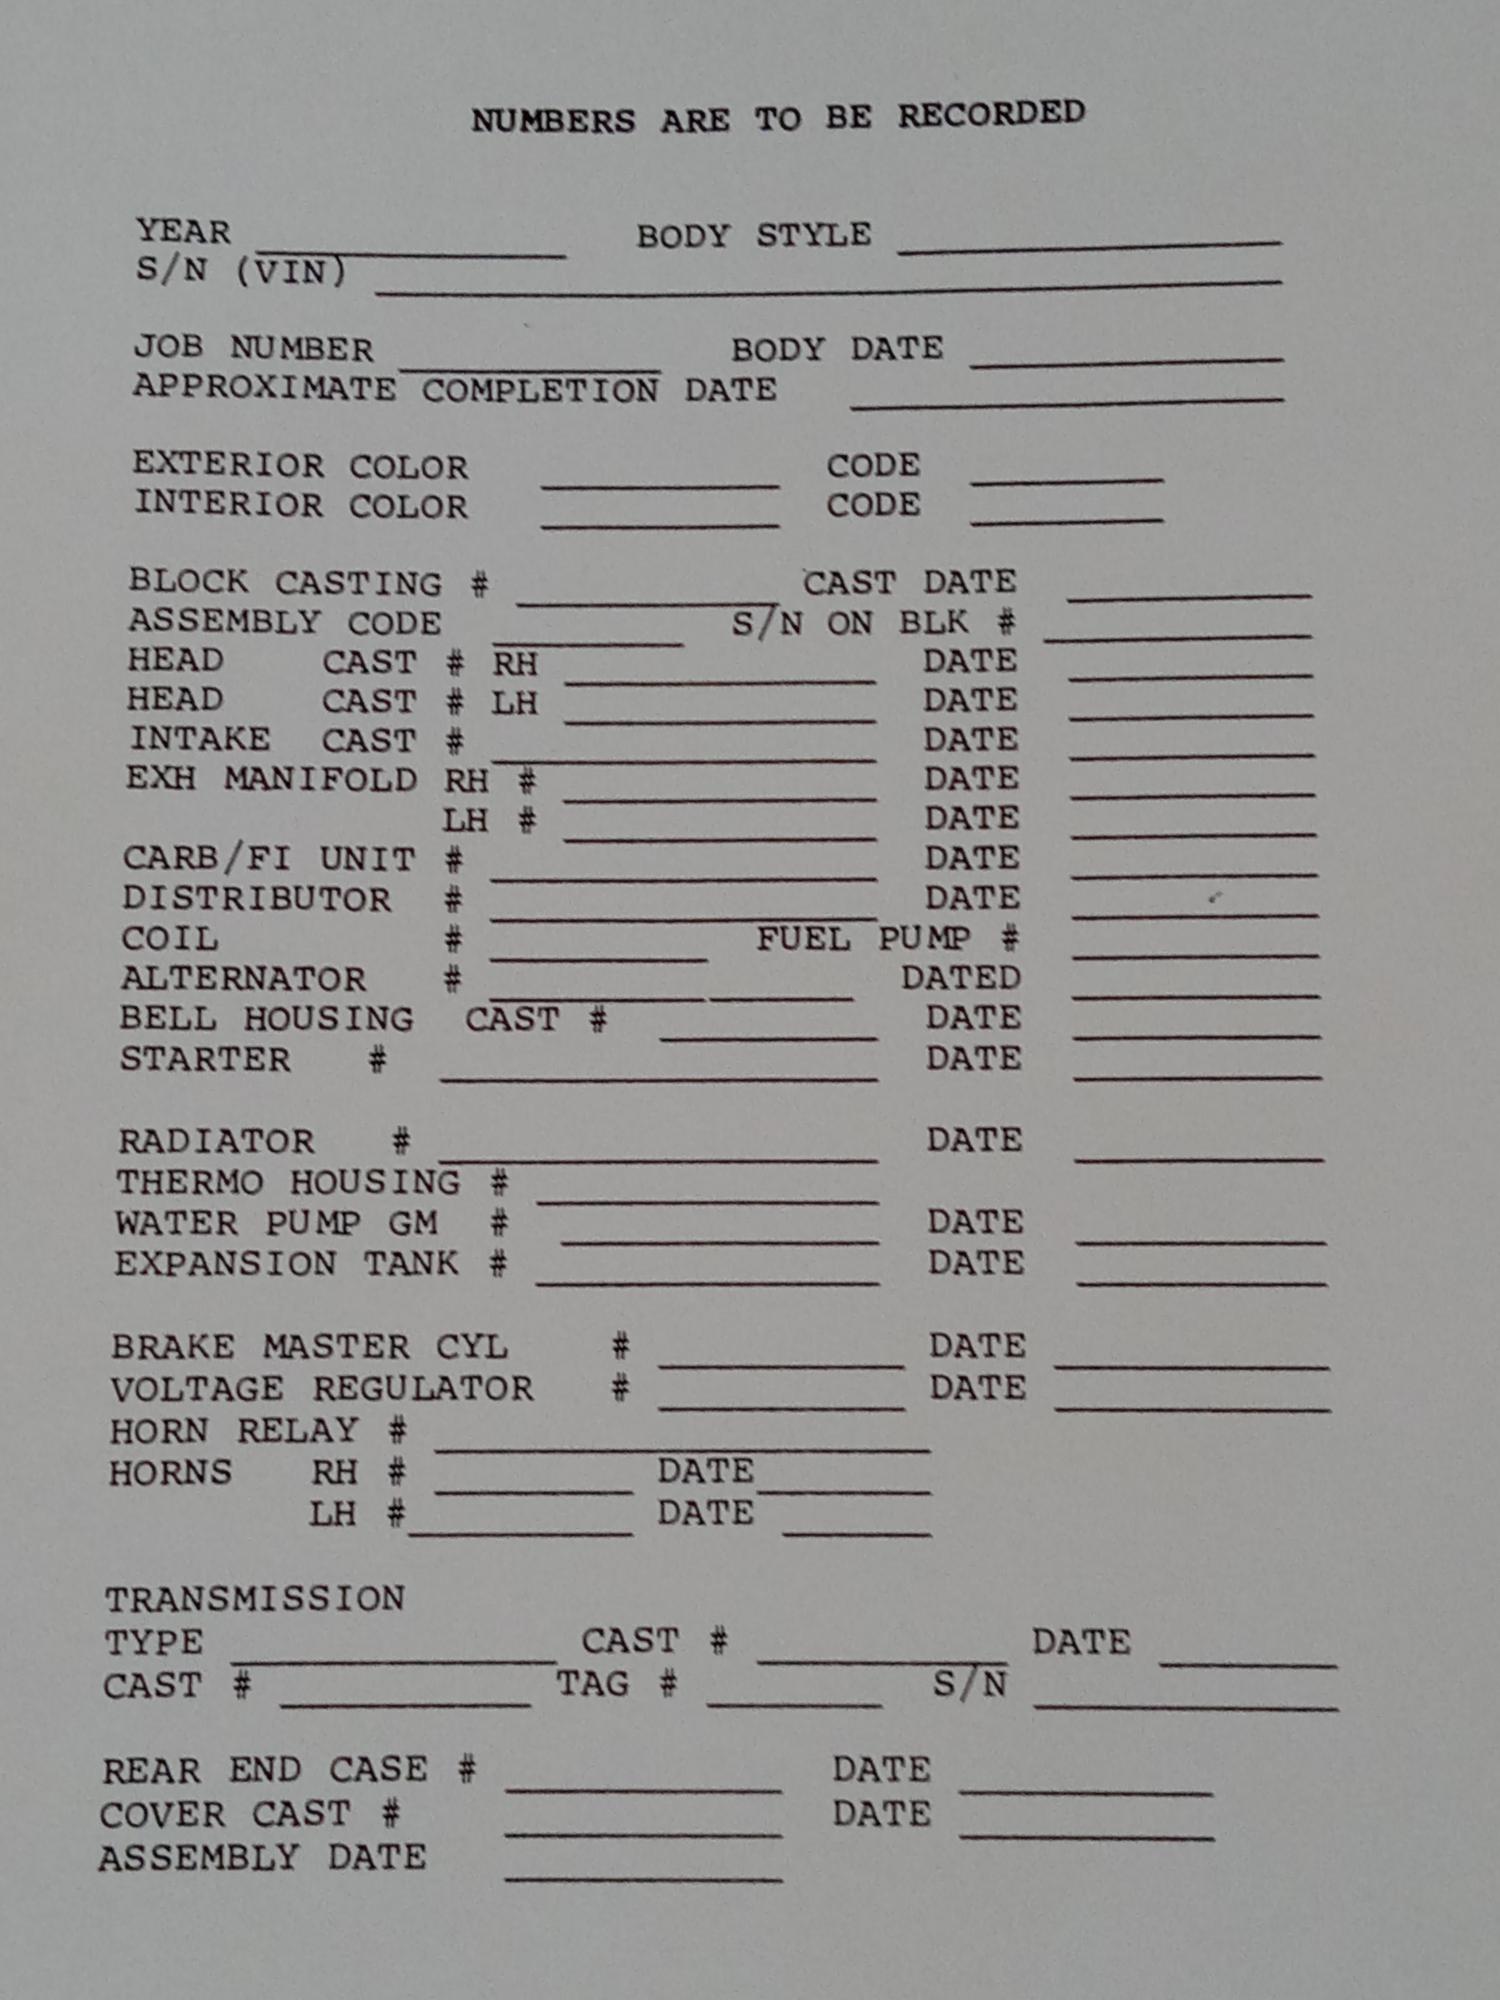 NUMBERS ARE TO BE RECORDED
YEAR BODY STYLE
S/N (VIN)
JOB NUMBER BODY DATE
APPROXIMATE COMPLETION DATE
EXTERIOR COLOR CODE
INTERIOR COLOR CODE
BLOCK CASTING # CAST DATE
ASSEMBLY CODE S/N ON BLK #
HEAD CAST # RH DATE
HEAD CAST # LH DATE
INTAKE CAST # DATE
EXH MANIFOLD RH # DATE
LH # DATE
CARB/FI UNIT # DATE
DISTRIBUTOR # DATE
COIL # FUEL PUMP #
ALTERNATOR # DATED
BELL HOUSING CAST # DATE
STARTER # DATE
RADIATOR # DATE
THERMO HOUSING #
WATER PUMP GM # DATE
EXPANSION TANK # DATE
BRAKE MASTER CYL # DATE
VOLTAGE REGULATOR # DATE
HORN RELAY #
HORNS RH # DATE
LH # DATE
TRANSMISSION
TYPE CAST # DATE
CAST # TAG # S/N
REAR END CASE # DATE
COVER CAST # DATE
ASSEMBLY DATE